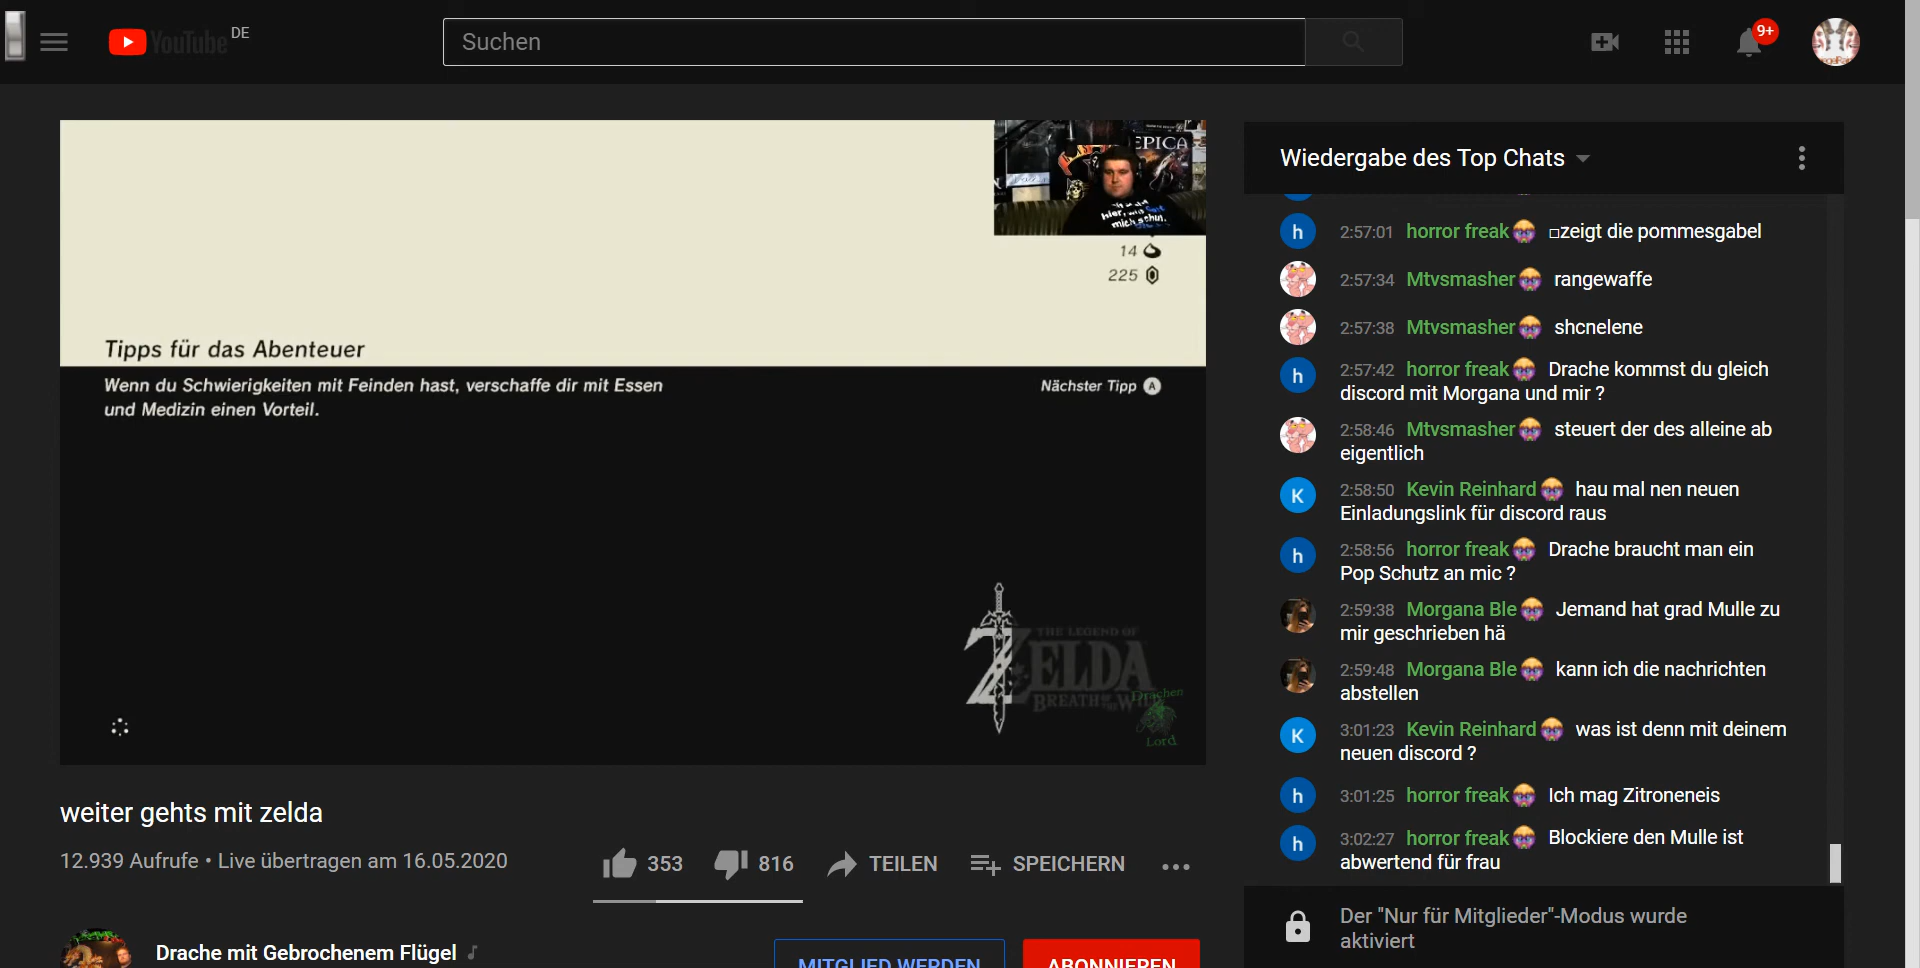 YouTube DE
Suchen
9+
EPICA
hier, was
mich schun.
14
225
Tipps für das Abenteuer
Wenn du Schwierigkeiten mit Feinden hast, verschaffe dir mit Essen
und Medizin einen Vorteil.
Nächster Tipp A
THE LEGEND OF
ZELDA
BREATH OF THE WILD
Drachen
Lord
weiter gehts mit zelda
12.939 Aufrufe • Live übertragen am 16.05.2020
353
816
TEILEN
SPEICHERN
Drache mit Gebrochenem Flügel
MITGLIED WERDEN
ABONNIEREN
Wiedergabe des Top Chats
h
2:57:01 horror freak □zeigt die pommesgabel
2:57:34 Mtvsmasher rangewaffe
2:57:38 Mtvsmasher shcnelene
h
2:57:42 horror freak Drache kommst du gleich
discord mit Morgana und mir ?
2:58:46 Mtvsmasher steuert der des alleine ab
eigentlich
K
2:58:50 Kevin Reinhard hau mal nen neuen
Einladungslink für discord raus
h
2:58:56 horror freak Drache braucht man ein
Pop Schutz an mic ?
2:59:38 Morgana Ble Jemand hat grad Mulle zu
mir geschrieben hä
2:59:48 Morgana Ble kann ich die nachrichten
abstellen
K
3:01:23 Kevin Reinhard was ist denn mit deinem
neuen discord ?
h
3:01:25 horror freak Ich mag Zitroneneis
h
3:02:27 horror freak Blockiere den Mulle ist
abwertend für frau
Der "Nur für Mitglieder"-Modus wurde
aktiviert